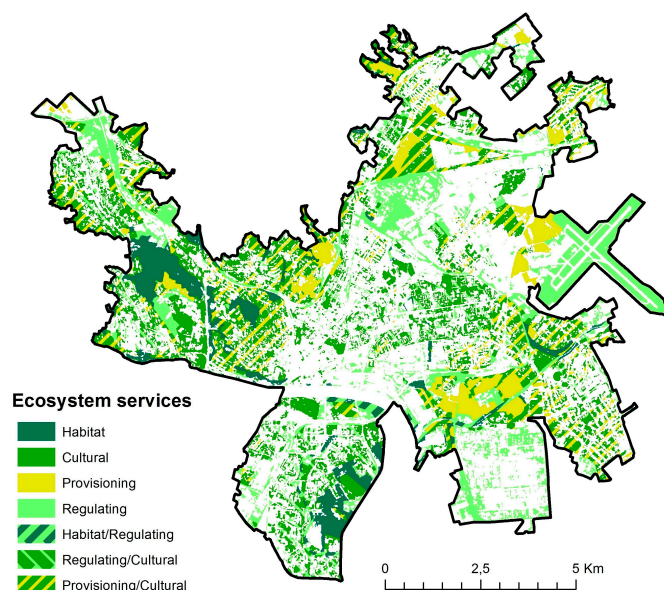 Ecosystem services
Habitat
Cultural
Provisioning
Regulating
Habitat/Regulating
Regulating/Cultural
Provisioning/Cultural
0 2,5 5 Km